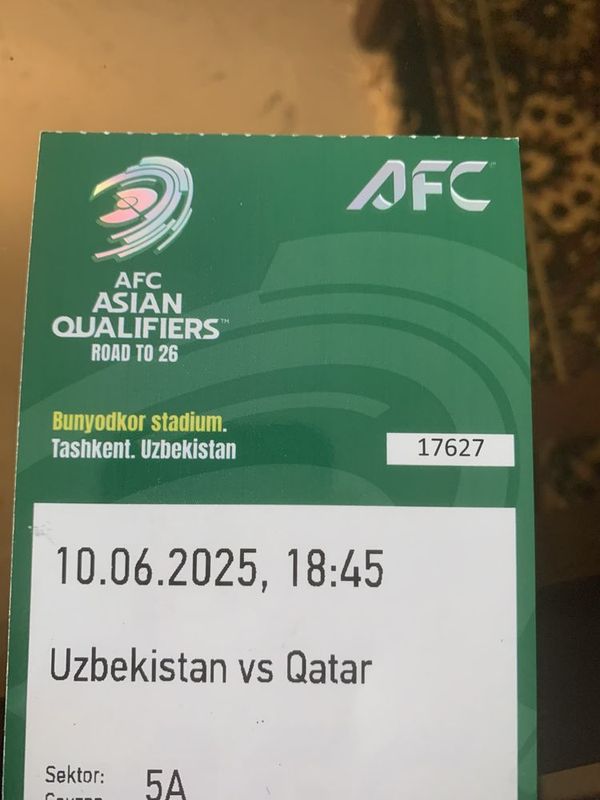 AFC
AFC
ASIAN
QUALIFIERS™
ROAD TO 26
Bunyodkor stadium.
Tashkent. Uzbekistan
17627
10.06.2025, 18:45
Uzbekistan vs Qatar
Sektor: 5A